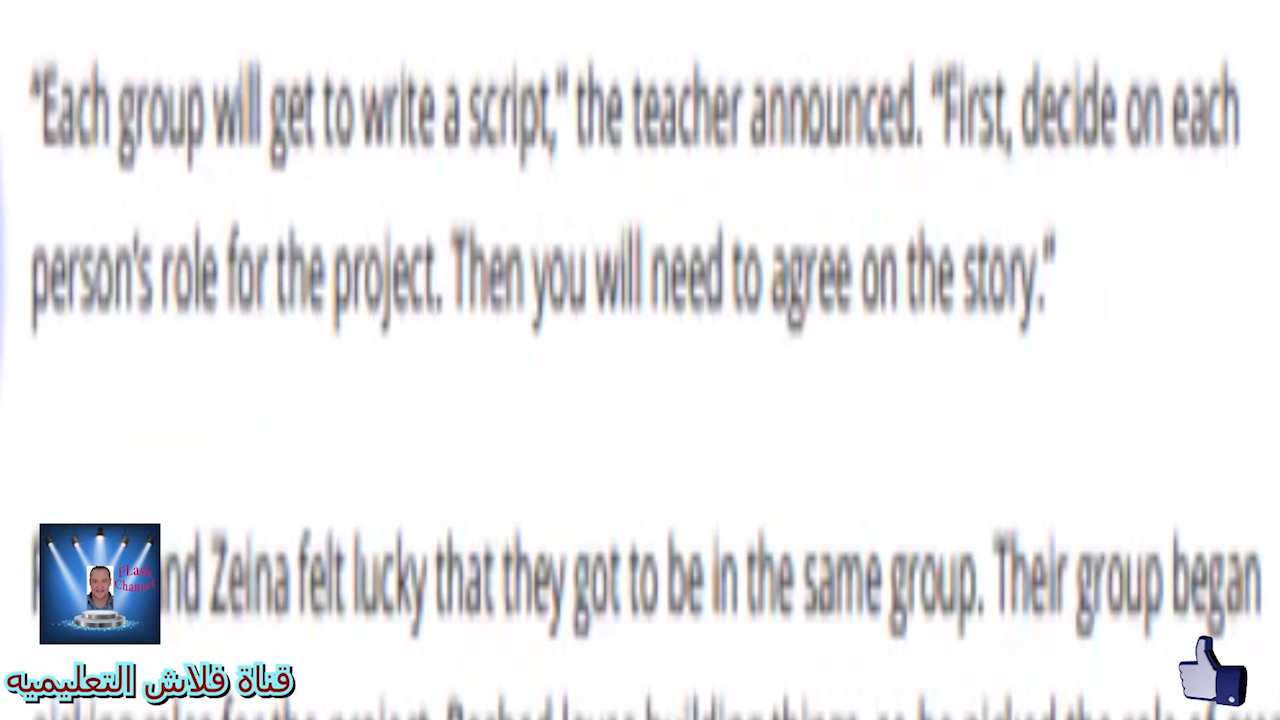 “Each group will get to write a script,” the teacher announced. “First, decide on each
person’s role for the project. Then you will need to agree on the story.”
nd Zeina felt lucky that they got to be in the same group. Their group began
FLash
Channel
قناة فلاش التعليميه